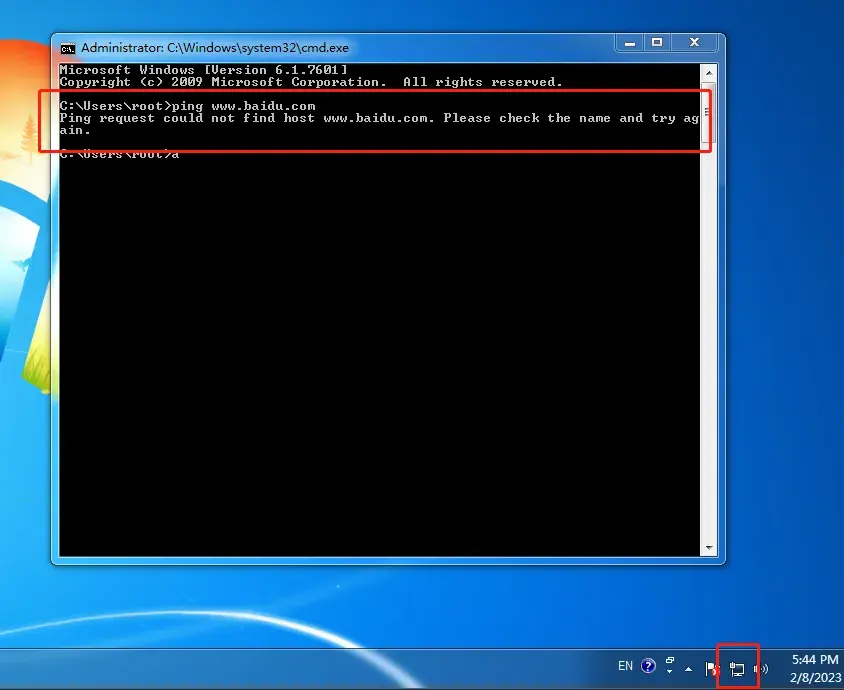 Administrator: C:\Windows\system32\cmd.exe
Microsoft Windows [Version 6.1.7601]
Copyright (c) 2009 Microsoft Corporation.  All rights reserved.
C:\Users\root>ping www.baidu.com
Ping request could not find host www.baidu.com. Please check the name and try ag
ain.
C:\Users\root>a
EN
5:44 PM
2/8/2023